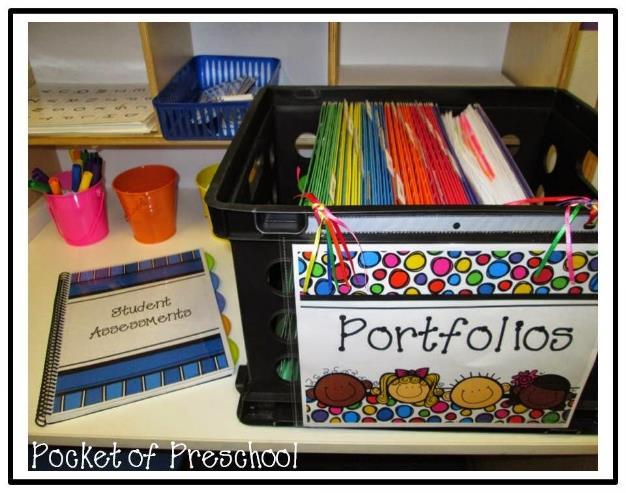 Student
Assessments
Portfolios
Pocket of Preschool